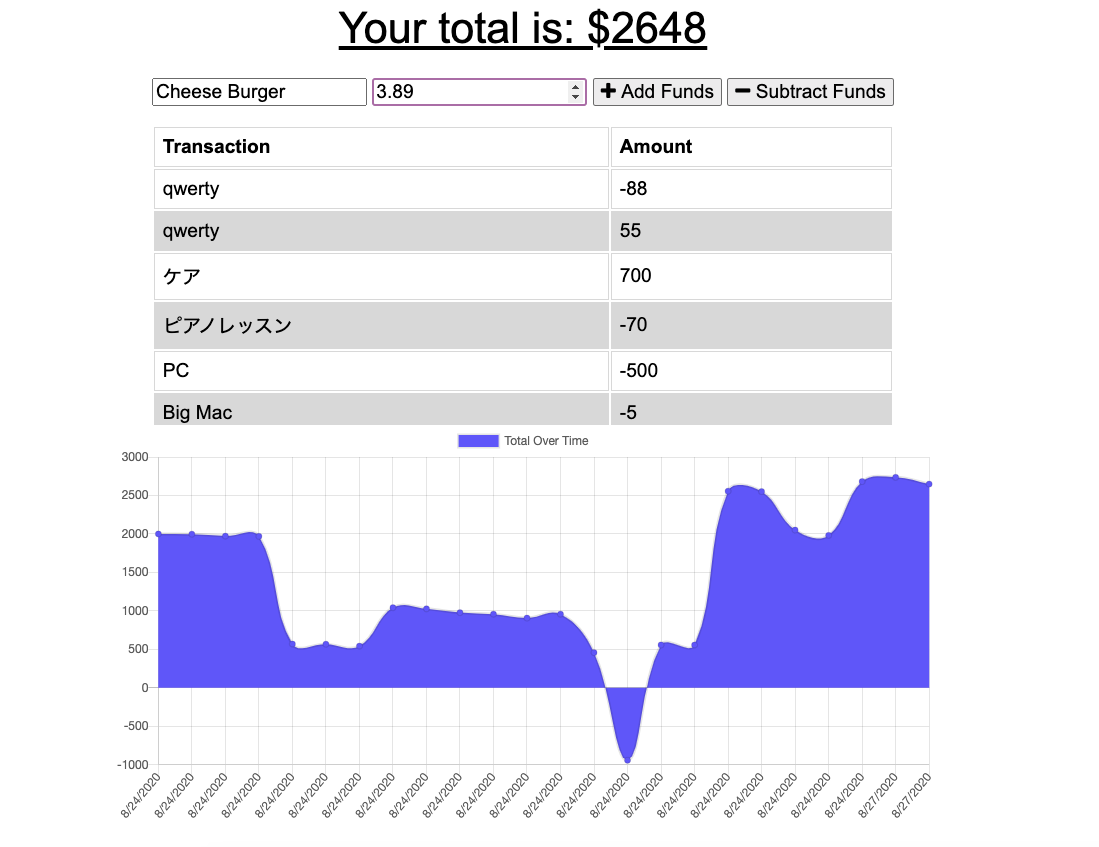 Your total is: $2648
Cheese Burger 3.89 Add Funds Subtract Funds
Transaction Amount
qwerty -88
qwerty 55
ケア 700
ピアノレッスン -70
PC -500
Big Mac -5
Total Over Time
3000
2500
2000
1500
1000
500
0
-500
-1000
8/24/2020 8/24/2020 8/24/2020 8/24/2020 8/24/2020 8/24/2020 8/24/2020 8/24/2020 8/24/2020 8/24/2020 8/24/2020 8/24/2020 8/24/2020 8/24/2020 8/24/2020 8/24/2020 8/24/2020 8/24/2020 8/24/2020 8/24/2020 8/24/2020 8/24/2020 8/27/2020 8/27/2020